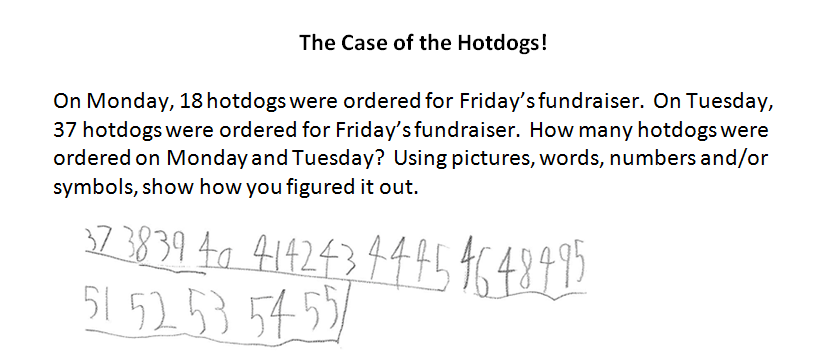 The Case of the Hotdogs!
On Monday, 18 hotdogs were ordered for Friday's fundraiser. On Tuesday,
37 hotdogs were ordered for Friday's fundraiser. How many hotdogs were
ordered on Monday and Tuesday? Using pictures, words, numbers and/or
symbols, show how you figured it out.
37 38 39 40 41 42 43 44 45 46 48 49 5
51 52 53 54 55